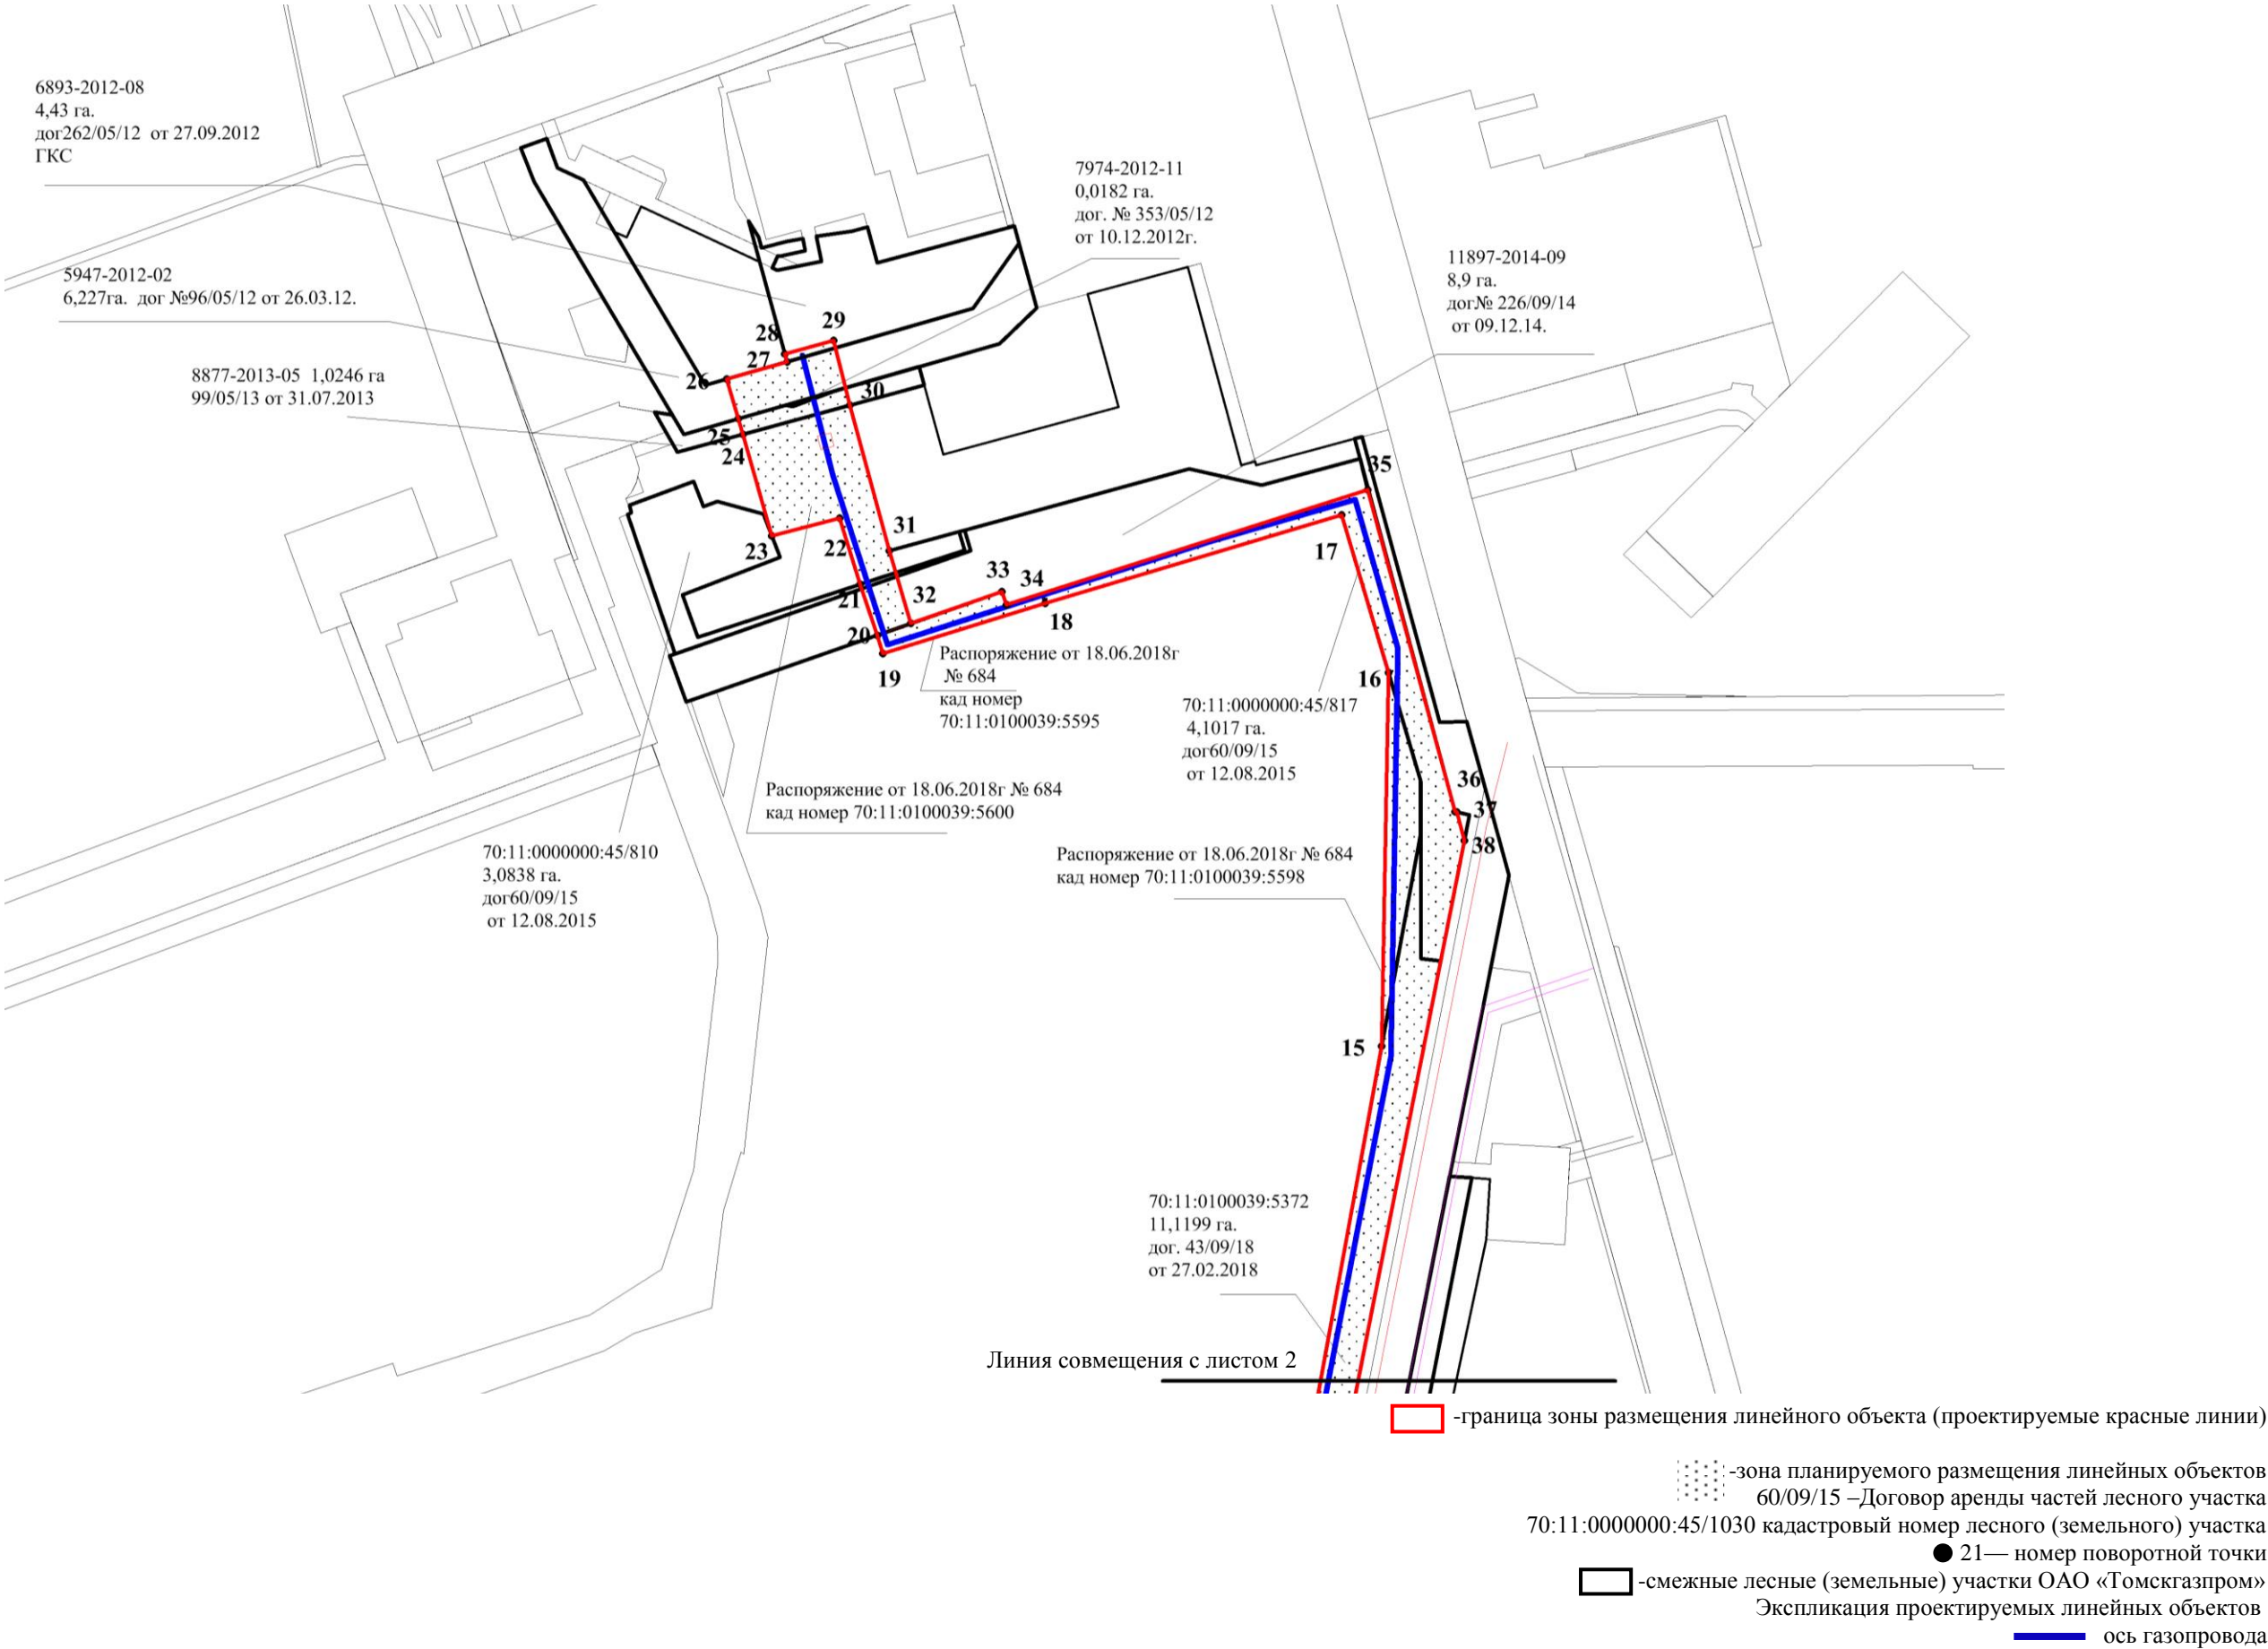 6893-2012-08
4,43 га.
дог262/05/12  от 27.09.2012
ГКС
5947-2012-02
6,227га.  дог №96/05/12 от 26.03.12.
8877-2013-05  1,0246 га
99/05/13 от 31.07.2013
7974-2012-11
0,0182 га.
дог. № 353/05/12
от 10.12.2012г.
11897-2014-09
8,9 га.
дог№ 226/09/14
от 09.12.14.
29
28
27
26
30
25
24
35
31
23
22
17
33
34
21
32
18
20
19
16
Распоряжение от 18.06.2018г
№ 684
кад номер
70:11:0100039:5595
70:11:0000000:45/817
4,1017 га.
дог60/09/15
от 12.08.2015
36
37
38
Распоряжение от 18.06.2018г № 684
кад номер 70:11:0100039:5600
70:11:0000000:45/810
3,0838 га.
дог60/09/15
от 12.08.2015
Распоряжение от 18.06.2018г № 684
кад номер 70:11:0100039:5598
15
70:11:0100039:5372
11,1199 га.
дог. 43/09/18
от 27.02.2018
Линия совмещения с листом 2
-граница зоны размещения линейного объекта (проектируемые красные линии)
-зона планируемого размещения линейных объектов
60/09/15 –Договор аренды частей лесного участка
70:11:0000000:45/1030 кадастровый номер лесного (земельного) участка
21— номер поворотной точки
-смежные лесные (земельные) участки ОАО «Томскгазпром»
Экспликация проектируемых линейных объектов
ось газопровода